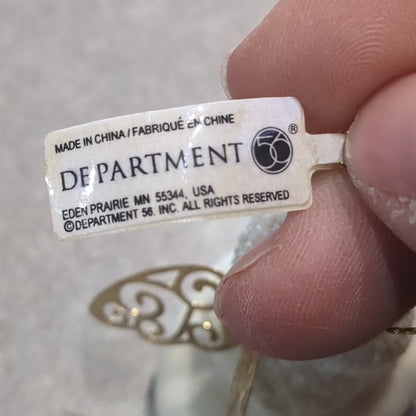 MADE IN CHINA / FABRIQUÉ EN CHINE
DEPARTMENT 56®
EDEN PRAIRIE MN 55344, USA
©DEPARTMENT 56. INC. ALL RIGHTS RESERVED